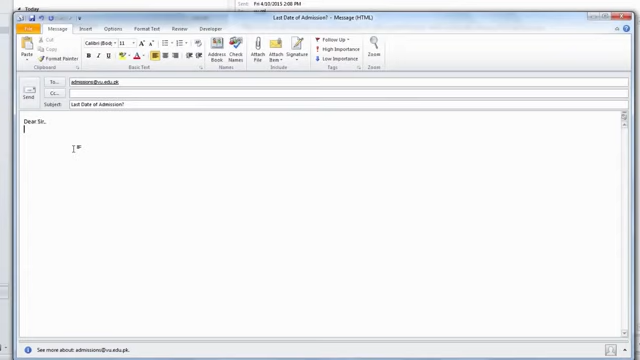 Today
Fri 4/10/2015 2:08 PM
Last Date of Admission? - Message (HTML)
File Message Insert Options Format Text Review Developer
Paste
Cut
Copy
Format Painter
Clipboard
Calibri (Body) 11
B I U
Basic Text
Address Book
Check Names
Names
Attach File
Attach Item
Signature
Include
Follow Up
High Importance
Low Importance
Tags
Zoom
Zoom
Send
To... admissions@vu.edu.pk
Cc...
Subject: Last Date of Admission?
Dear Sir,
See more about: admissions@vu.edu.pk.